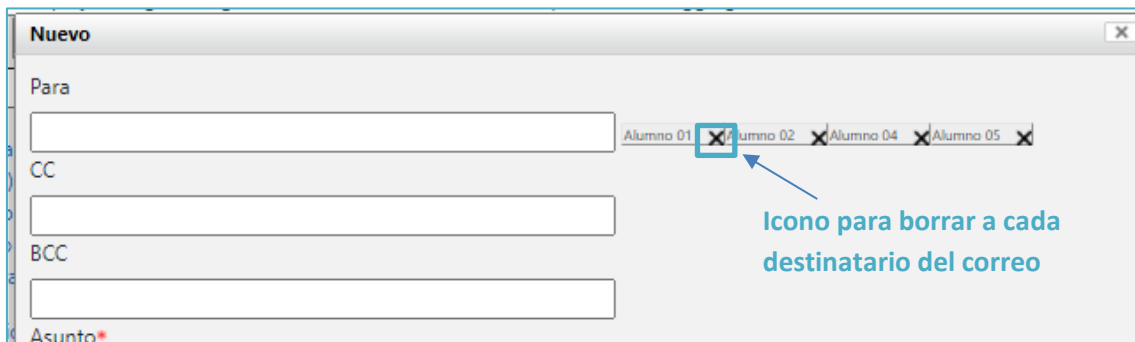 Nuevo
Para
Alumno 01 Alumno 02 Alumno 04 Alumno 05
CC
Icono para borrar a cada
destinatario del correo
BCC
Asunto*